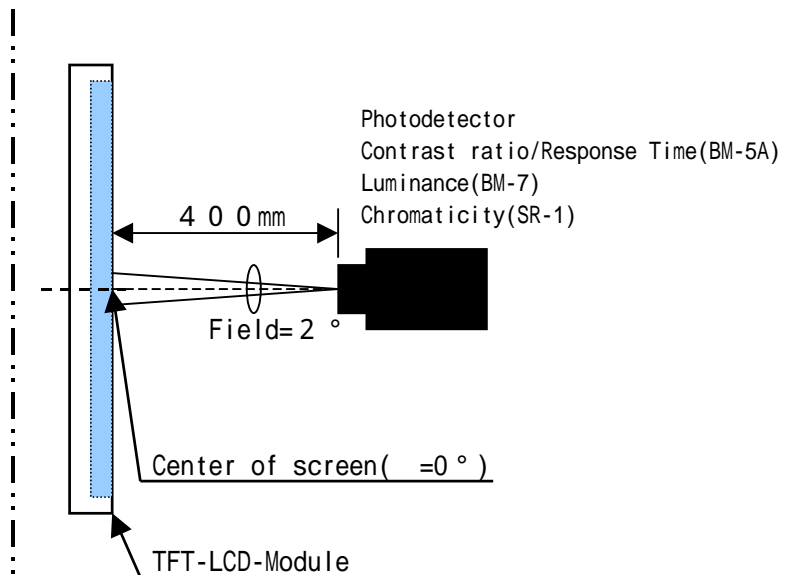 Photodetector
Contrast ratio/Response Time(BM-5A)
Luminance(BM-7)
Chromaticity(SR-1)
４００mm
Field=２°
Center of screen( =0°)
TFT-LCD-Module